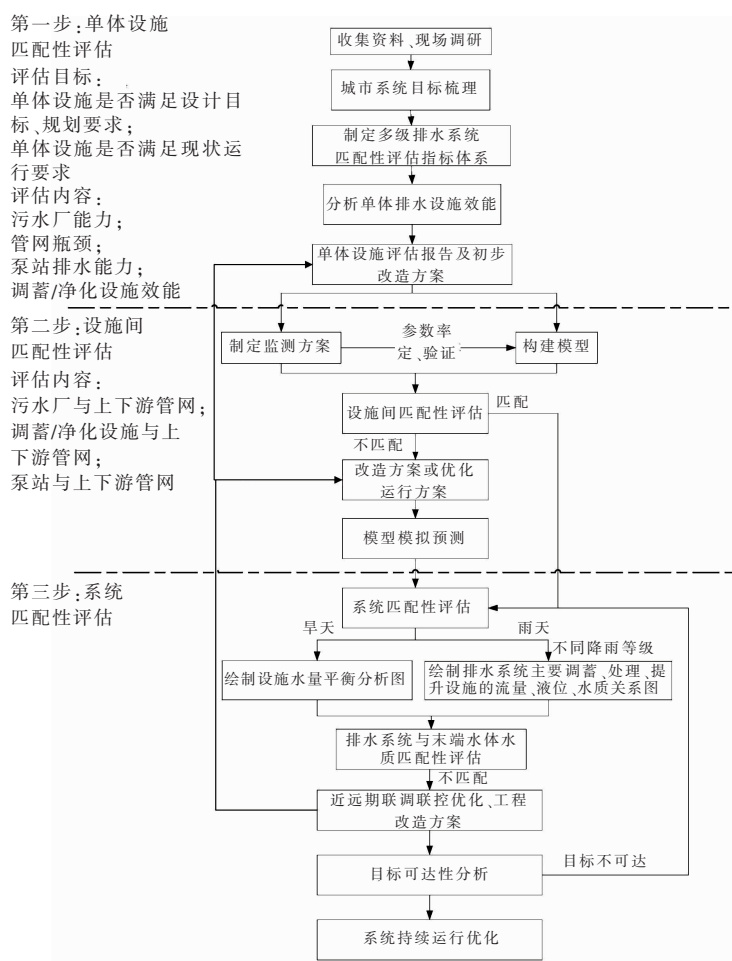 第一步:单体设施
匹配性评估
评估目标:
单体设施是否满足设计目
标、规划要求;
单体设施是否满足现状运
行要求
评估内容:
污水厂能力;
管网瓶颈;
泵站排水能力;
调蓄/净化设施效能
收集资料、现场调研
城市系统目标梳理
制定多级排水系统
匹配性评估指标体系
分析单体排水设施效能
单体设施评估报告及初步
改造方案
第二步:设施间
匹配性评估
评估内容:
污水厂与上下游管网;
调蓄/净化设施与上
下游管网;
泵站与上下游管网
制定监测方案
参数率
定、验证
构建模型
设施间匹配性评估
匹配
不匹配
改造方案或优化
运行方案
模型模拟预测
第三步:系统
匹配性评估
系统匹配性评估
旱天
雨天
不同降雨等级
绘制设施水量平衡分析图
绘制排水系统主要调蓄、处理、提
升设施的流量、液位、水质关系图
排水系统与末端水体水
质匹配性评估
不匹配
近远期联调联控优化、工程
改造方案
目标可达性分析
目标不可达
系统持续运行优化